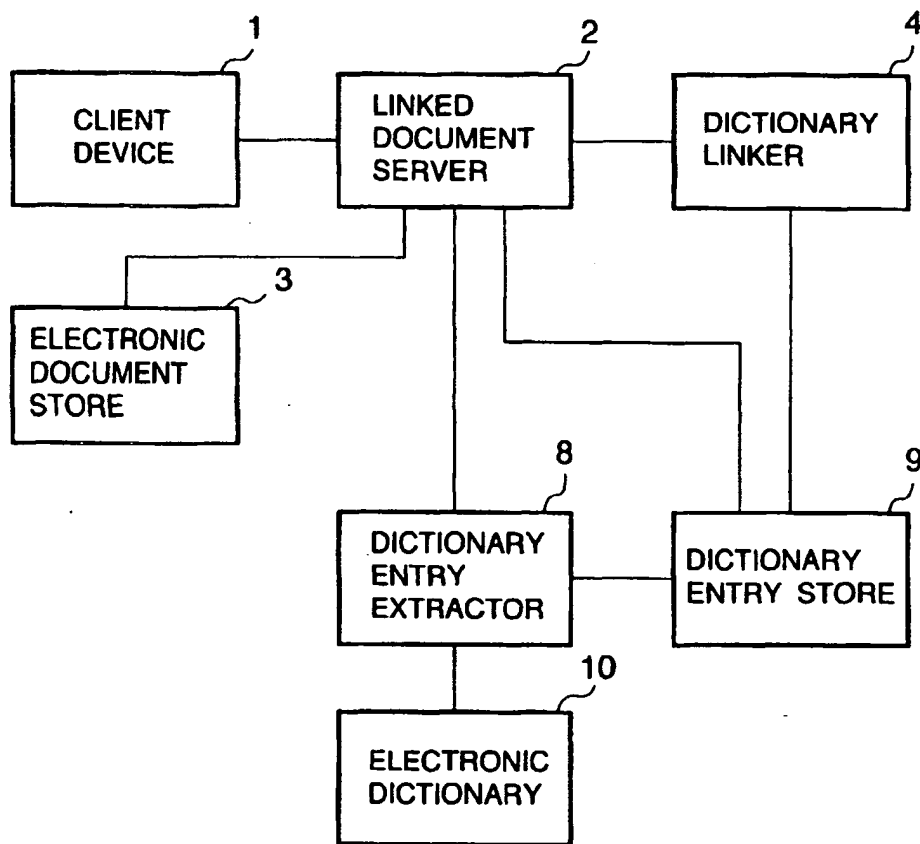 1
2
4
CLIENT
DEVICE
LINKED
DOCUMENT
SERVER
DICTIONARY
LINKER
3
ELECTRONIC
DOCUMENT
STORE
8
9
DICTIONARY
ENTRY
EXTRACTOR
DICTIONARY
ENTRY STORE
10
ELECTRONIC
DICTIONARY